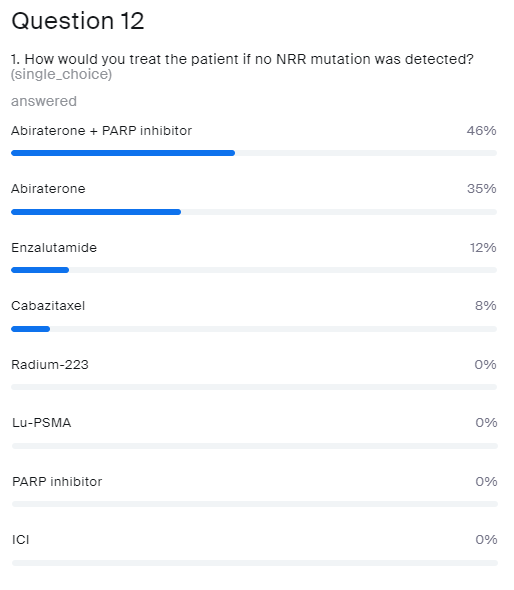 Question 12
1. How would you treat the patient if no NRR mutation was detected?
(single_choice)
answered
Abiraterone + PARP inhibitor 46%
Abiraterone 35%
Enzalutamide 12%
Cabazitaxel 8%
Radium-223 0%
Lu-PSMA 0%
PARP inhibitor 0%
ICI 0%